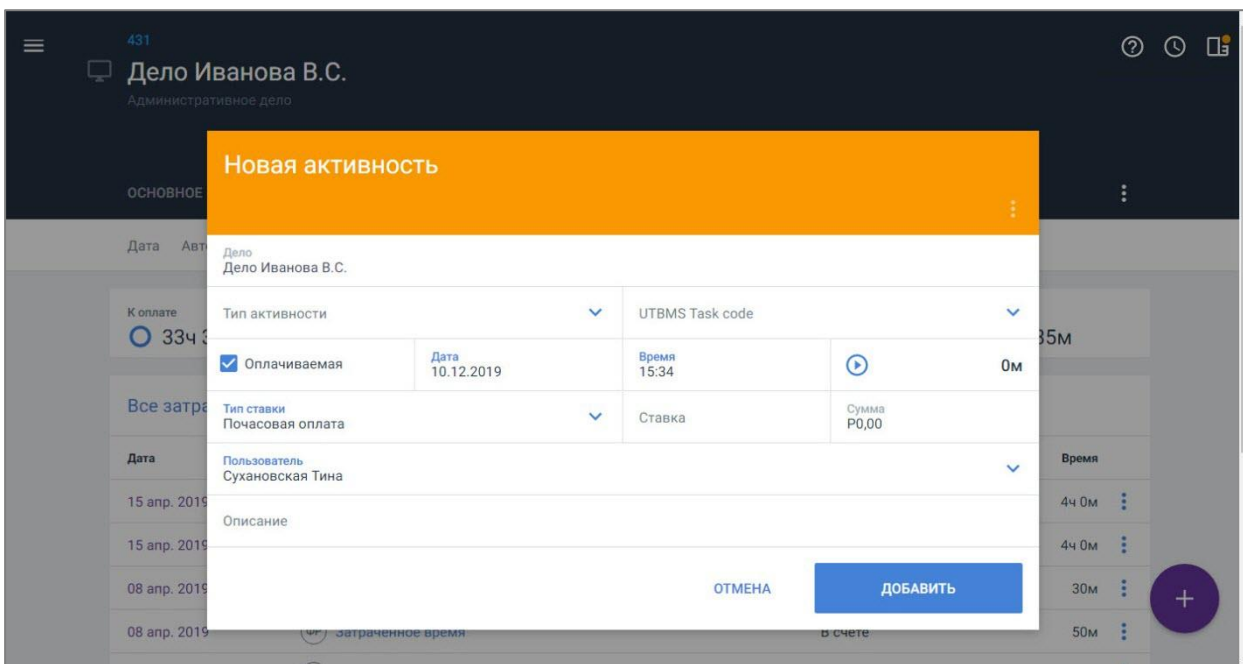 431
Дело Иванова В.С.
Административное дело
Новая активность
ОСНОВНОЕ
Дата
Дело
Дело Иванова В.С.
К оплате
33ч
35м
Тип активности
UTBMS Task code
Оплачиваемая
Дата
10.12.2019
Время
15:34
0м
Все
Тип ставки
Почасовая оплата
Ставка
Сумма
Р0,00
Дата
Время
Пользователь
Сухановская Тина
15 апр. 2019
4ч 0м
Описание
15 апр. 2019
4ч 0м
08 апр. 2019
30м
ОТМЕНА
ДОБАВИТЬ
08 апр. 2019
Затраченное время
В счете
50м